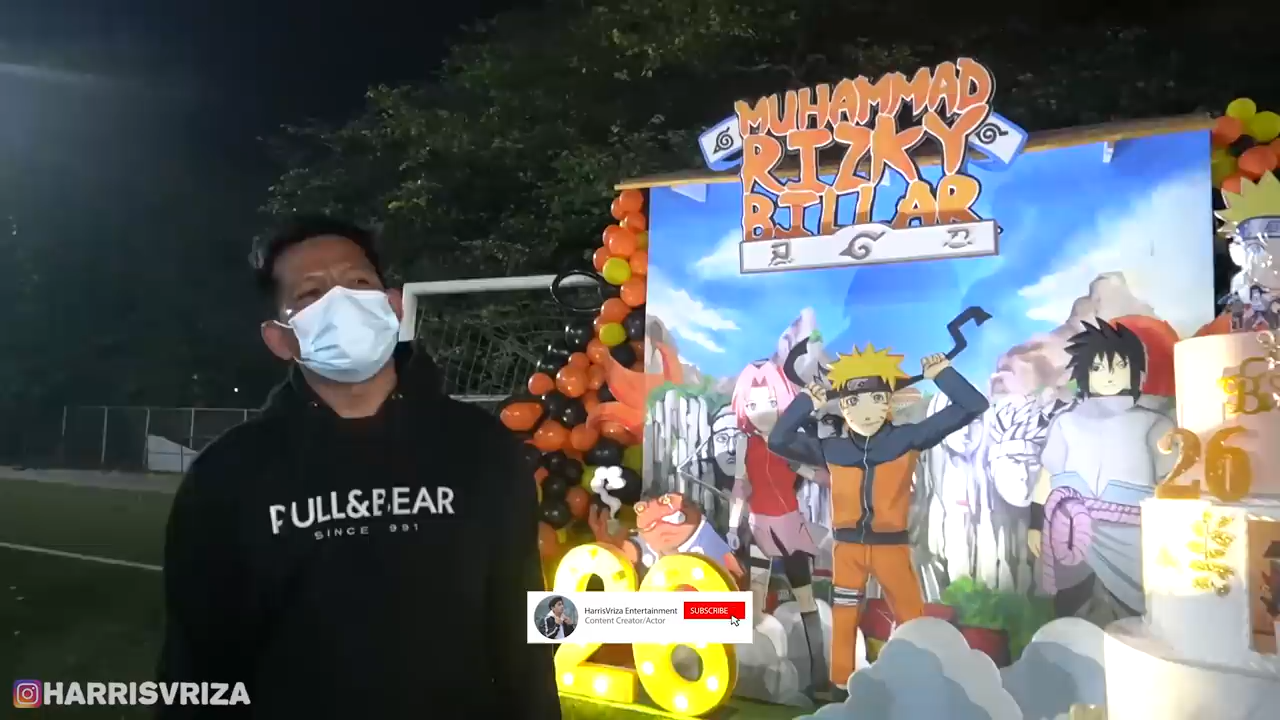 MUHAMMAD
RIZKY
BILLAR
PULL&BEAR
SINCE 1991
26
26
HarrisVriza Entertainment
Content Creator/Actor
SUBSCRIBE
HARRISVRIZA